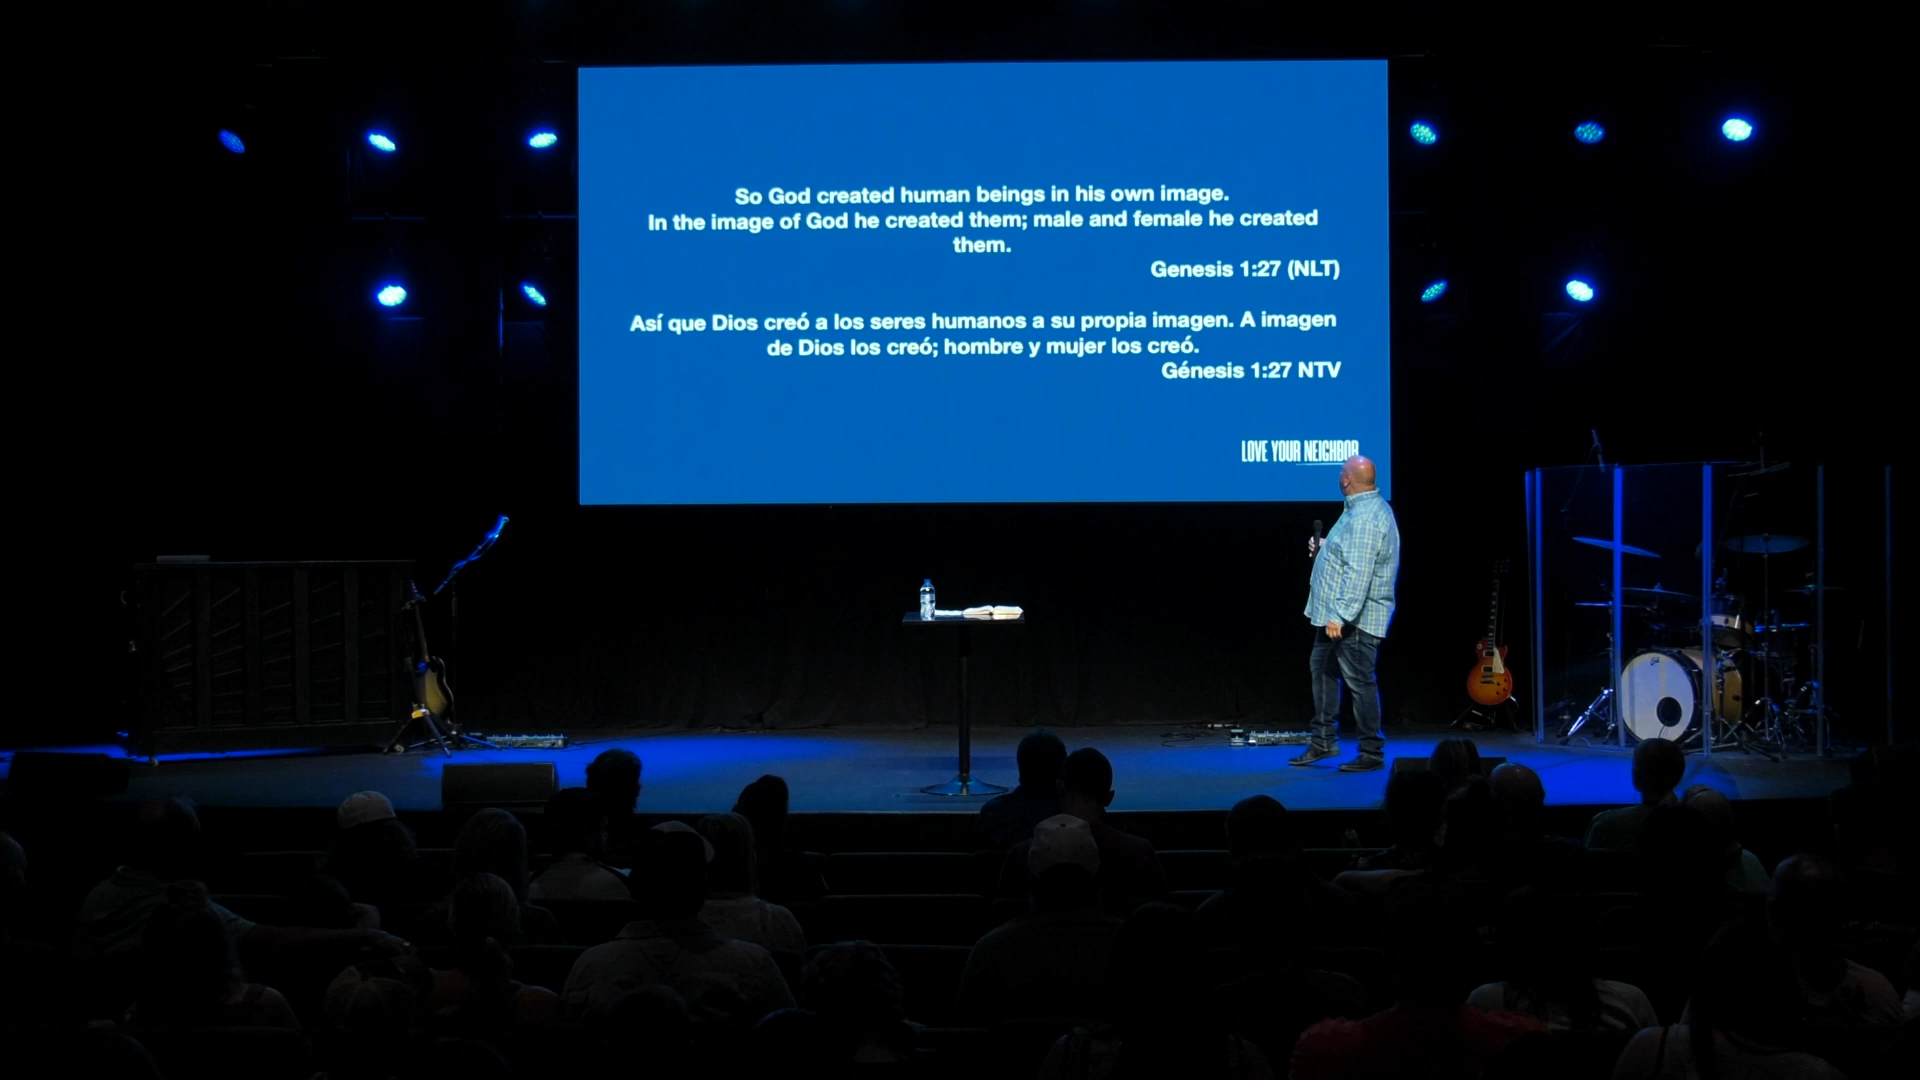 So God created human beings in his own image.
In the image of God he created them; male and female he created
them.
Genesis 1:27 (NLT)
Así que Dios creó a los seres humanos a su propia imagen. A imagen
de Dios los creó; hombre y mujer los creó.
Génesis 1:27 NTV
LOVE YOUR NEIGHBOR